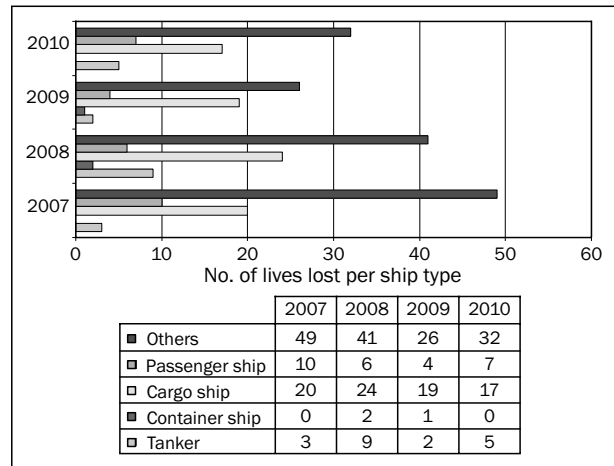 2010
2009
2008
2007
0 10 20 30 40 50 60
No. of lives lost per ship type
2007 2008 2009 2010
Others 49 41 26 32
Passenger ship 10 6 4 7
Cargo ship 20 24 19 17
Container ship 0 2 1 0
Tanker 3 9 2 5